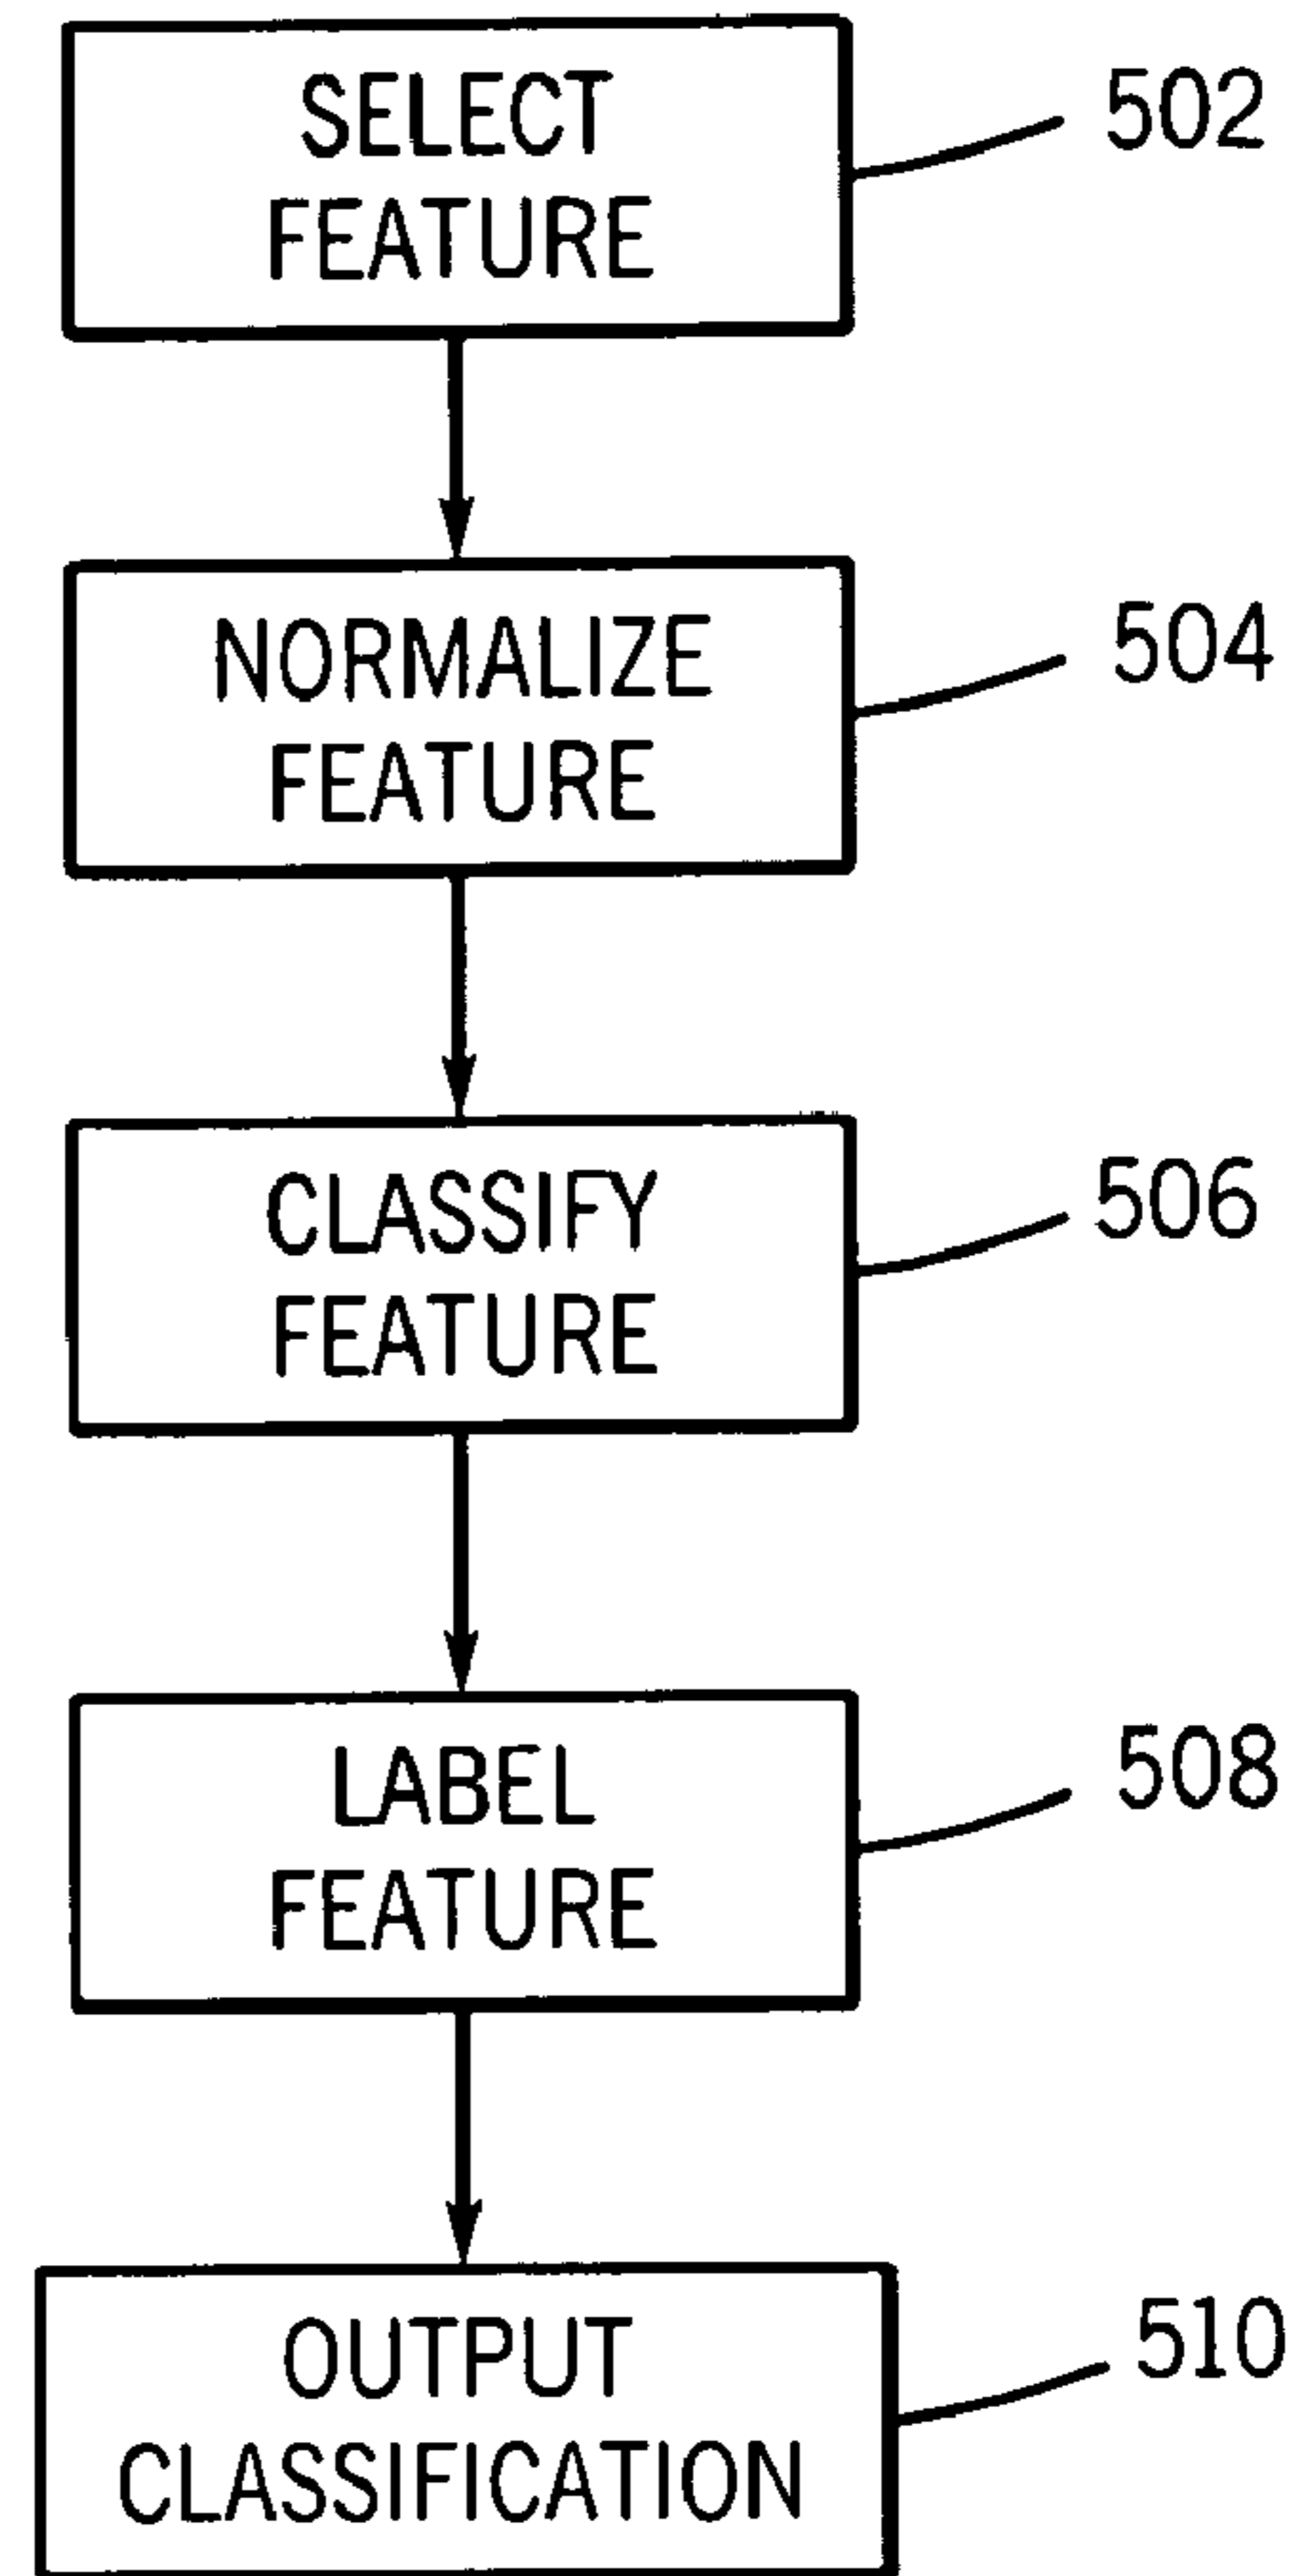 SELECT
FEATURE
502
NORMALIZE
FEATURE
504
CLASSIFY
FEATURE
506
LABEL
FEATURE
508
OUTPUT
CLASSIFICATION
510